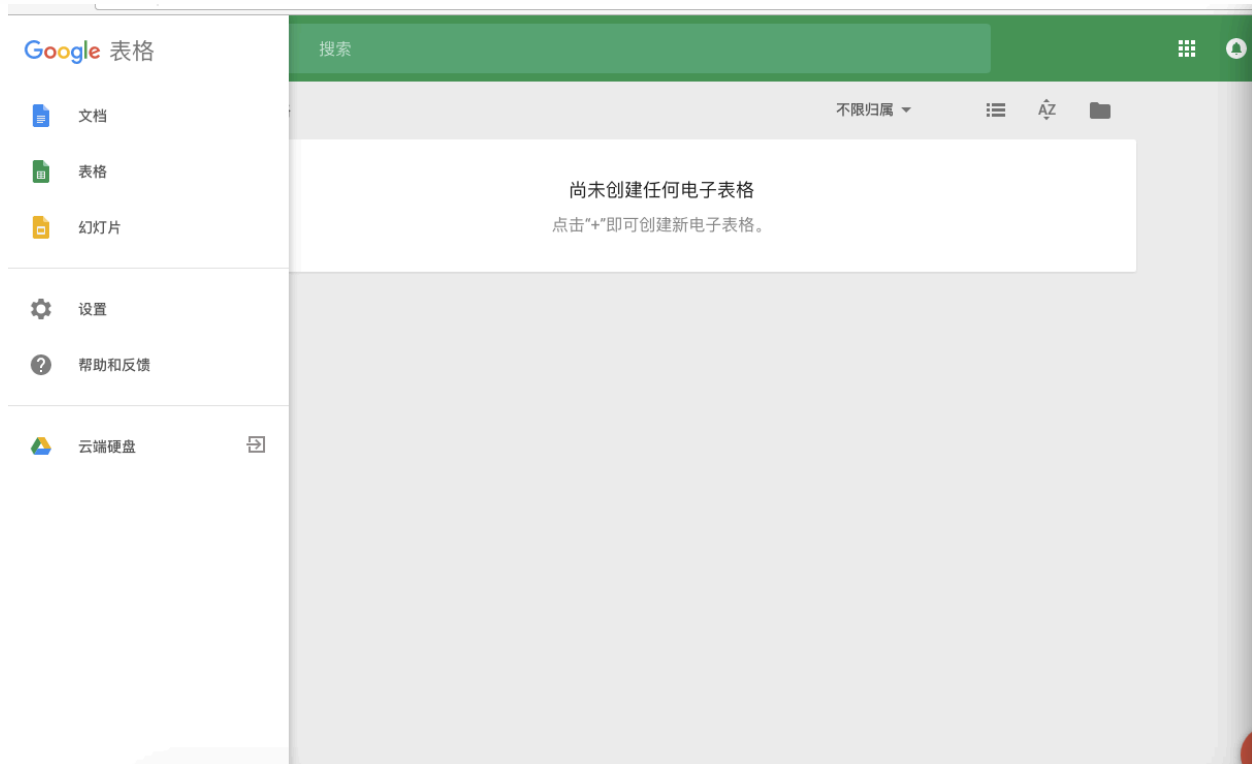 Google 表格
搜索
文档
不限归属
AZ
表格
尚未创建任何电子表格
点击“+”即可创建新电子表格。
幻灯片
设置
帮助和反馈
云端硬盘